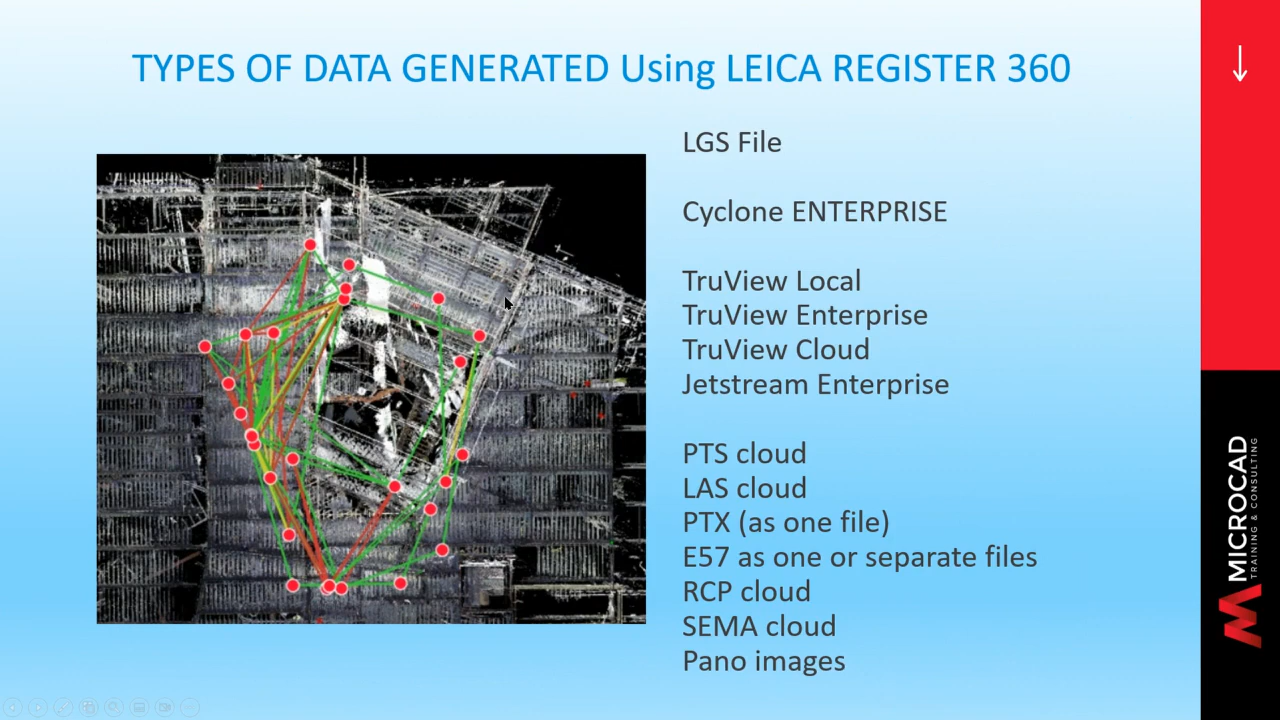 TYPES OF DATA GENERATED Using LEICA REGISTER 360
LGS File
Cyclone ENTERPRISE
TruView Local
TruView Enterprise
TruView Cloud
Jetstream Enterprise
PTS cloud
LAS cloud
PTX (as one file)
E57 as one or separate files
RCP cloud
SEMA cloud
Pano images
MICROCAD
TRAINING & CONSULTING